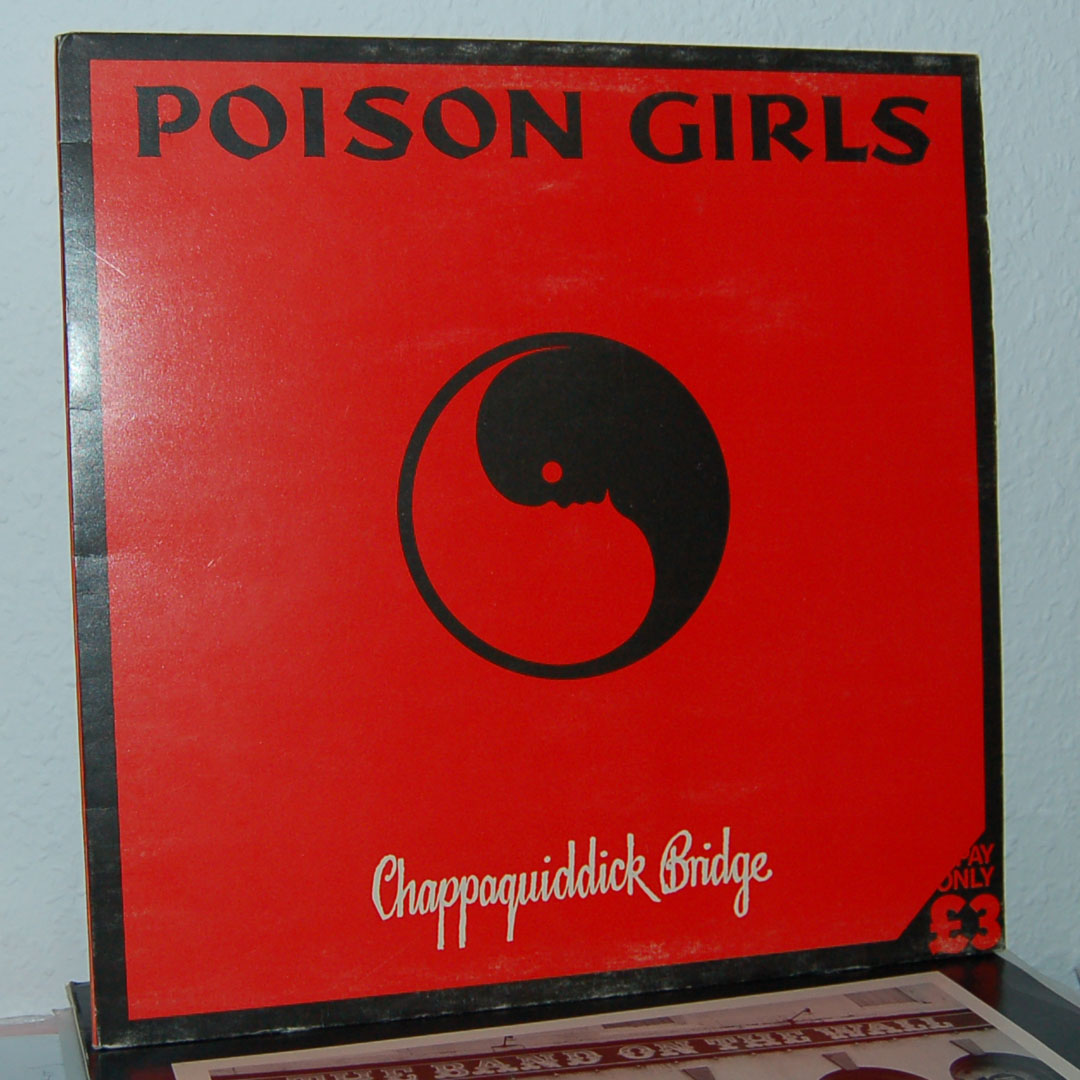 POISON GIRLS
Chappaquiddick Bridge
PAY
ONLY
£3
THE BAND ON THE WALL